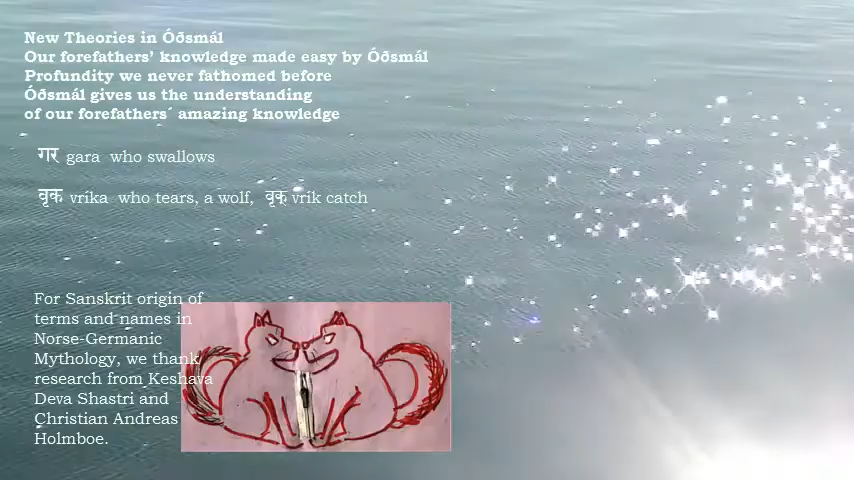 New Theories in Óðsmál
Our forefathers’ knowledge made easy by Óðsmál
Profundity we never fathomed before
Óðsmál gives us the understanding
of our forefathers´ amazing knowledge
गर gara who swallows
वृक vrika who tears, a wolf, वृक् vrik catch
For Sanskrit origin of
terms and names in
Norse-Germanic
Mythology, we thank
research from Keshava
Deva Shastri and
Christian Andreas
Holmboe.